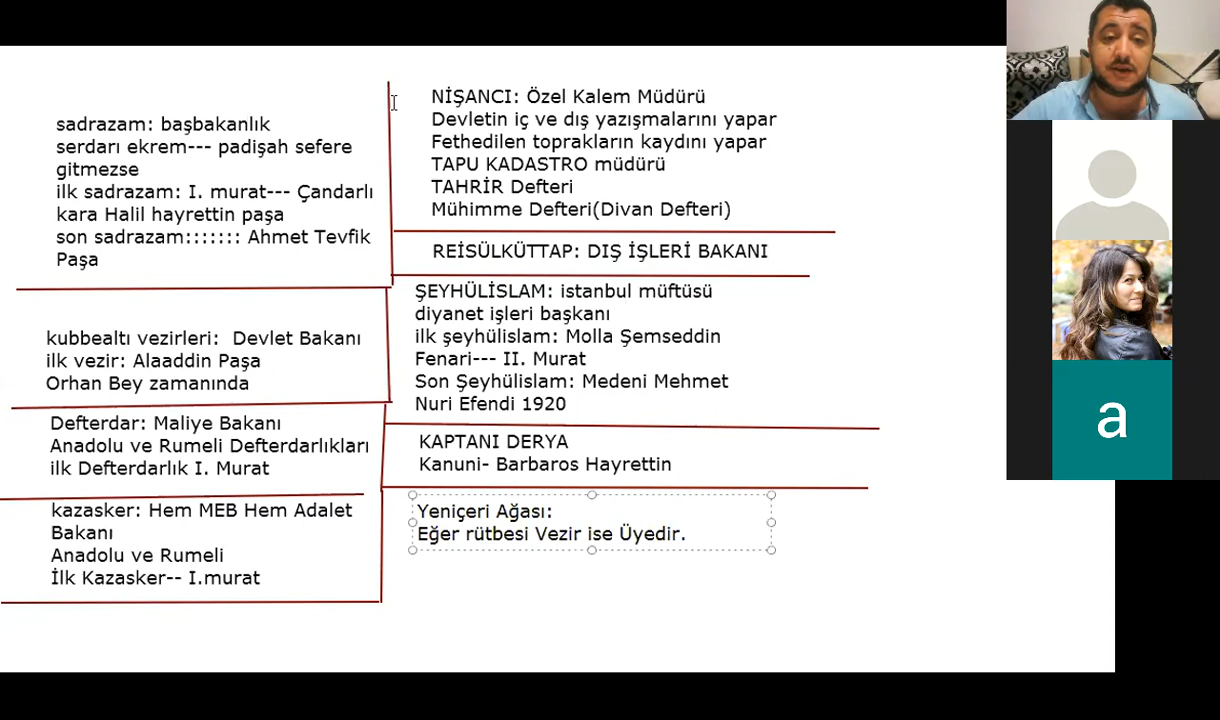 sadrazam: başbakanlık
serdarı ekrem--- padişah sefere
gitmezse
ilk sadrazam: I. murat--- Çandarlı
kara Halil hayrettin paşa
son sadrazam::::::: Ahmet Tevfik
Paşa
kubbealtı vezirleri:  Devlet Bakanı
ilk vezir: Alaaddin Paşa
Orhan Bey zamanında
Defterdar: Maliye Bakanı
Anadolu ve Rumeli Defterdarlıkları
ilk Defterdarlık I. Murat
kazasker: Hem MEB Hem Adalet
Bakanı
Anadolu ve Rumeli
İlk Kazasker-- I.murat
NİŞANCI: Özel Kalem Müdürü
Devletin iç ve dış yazışmalarını yapar
Fethedilen toprakların kaydını yapar
TAPU KADASTRO müdürü
TAHRİR Defteri
Mühimme Defteri(Divan Defteri)
REİSÜLKÜTTAP: DIŞ İŞLERİ BAKANI
ŞEYHÜLİSLAM: istanbul müftüsü
diyanet işleri başkanı
ilk şeyhülislam: Molla Şemseddin
Fenari--- II. Murat
Son Şeyhülislam: Medeni Mehmet
Nuri Efendi 1920
KAPTANI DERYA
Kanuni- Barbaros Hayrettin
Yeniçeri Ağası:
Eğer rütbesi Vezir ise Üyedir.
a